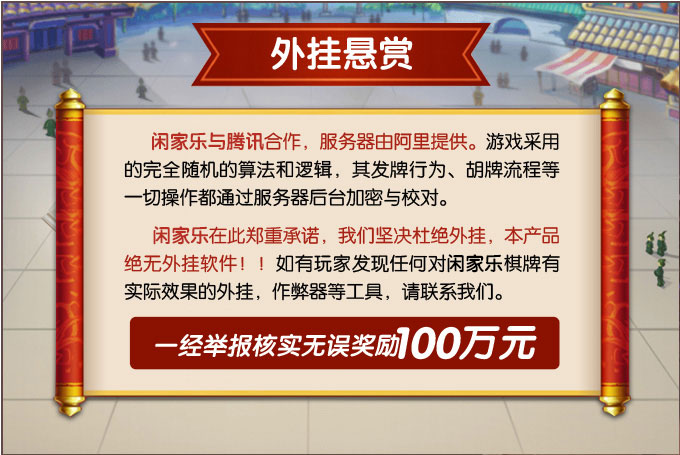 外挂悬赏
闲家乐与腾讯合作，服务器由阿里提供。游戏采用
的完全随机的算法和逻辑，其发牌行为、胡牌流程等
一切操作都通过服务器后台加密与校对。
闲家乐在此郑重承诺，我们坚决杜绝外挂，本产品
绝无外挂软件！！如有玩家发现任何对闲家乐棋牌有
实际效果的外挂，作弊器等工具，请联系我们。
一经举报核实无误奖励100万元